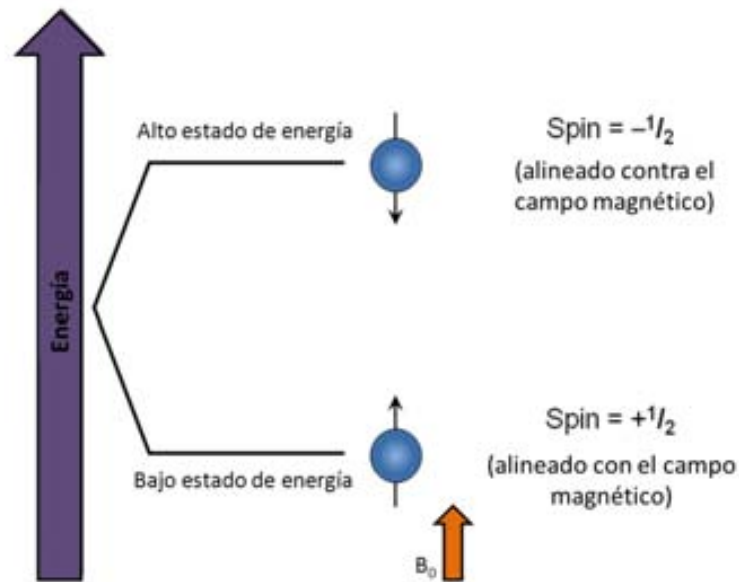 Energía
Alto estado de energía
Spin = –1/2
(alineado contra el
campo magnético)
Spin = +1/2
(alineado con el campo
magnético)
Bajo estado de energía
B0